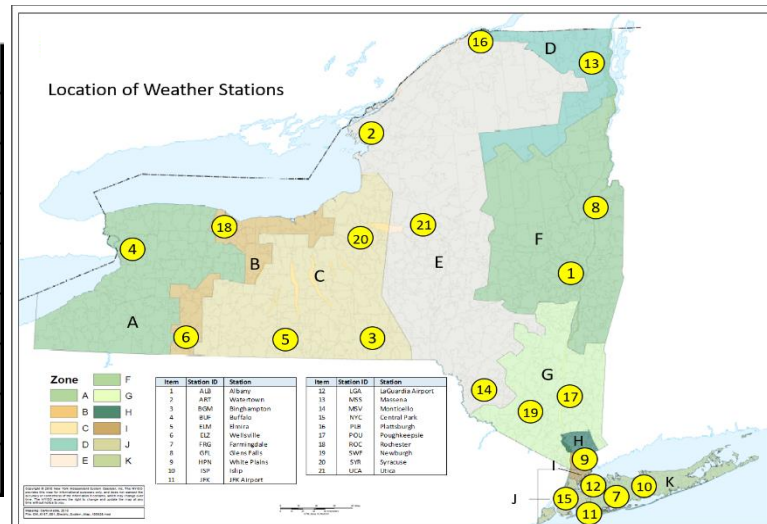 Location of Weather Stations
16
D
13
2
8
18
21
4
20
F
B
E
C
1
A
6
5
3
G
14
17
19
H
9
I
12
10
K
J
15
7
11
Zone
A
B
C
D
E
F
G
H
I
J
K
Item Station ID Station
1 ALB Albany
2 ART Watertown
3 BGM Binghampton
4 BUF Buffalo
5 ELM Elmira
6 ELZ Wellsville
7 FRG Farmingdale
8 GFL Glens Falls
9 HPN White Plains
10 ISP Islip
11 JFK JFK Airport
Item Station ID Station
12 LGA LaGuardia Airport
13 MSS Massena
14 MSV Monticello
15 NYC Central Park
16 PLB Plattsburgh
17 POU Poughkeepsie
18 ROC Rochester
19 SWF Newburgh
20 SYR Syracuse
21 UCA Utica